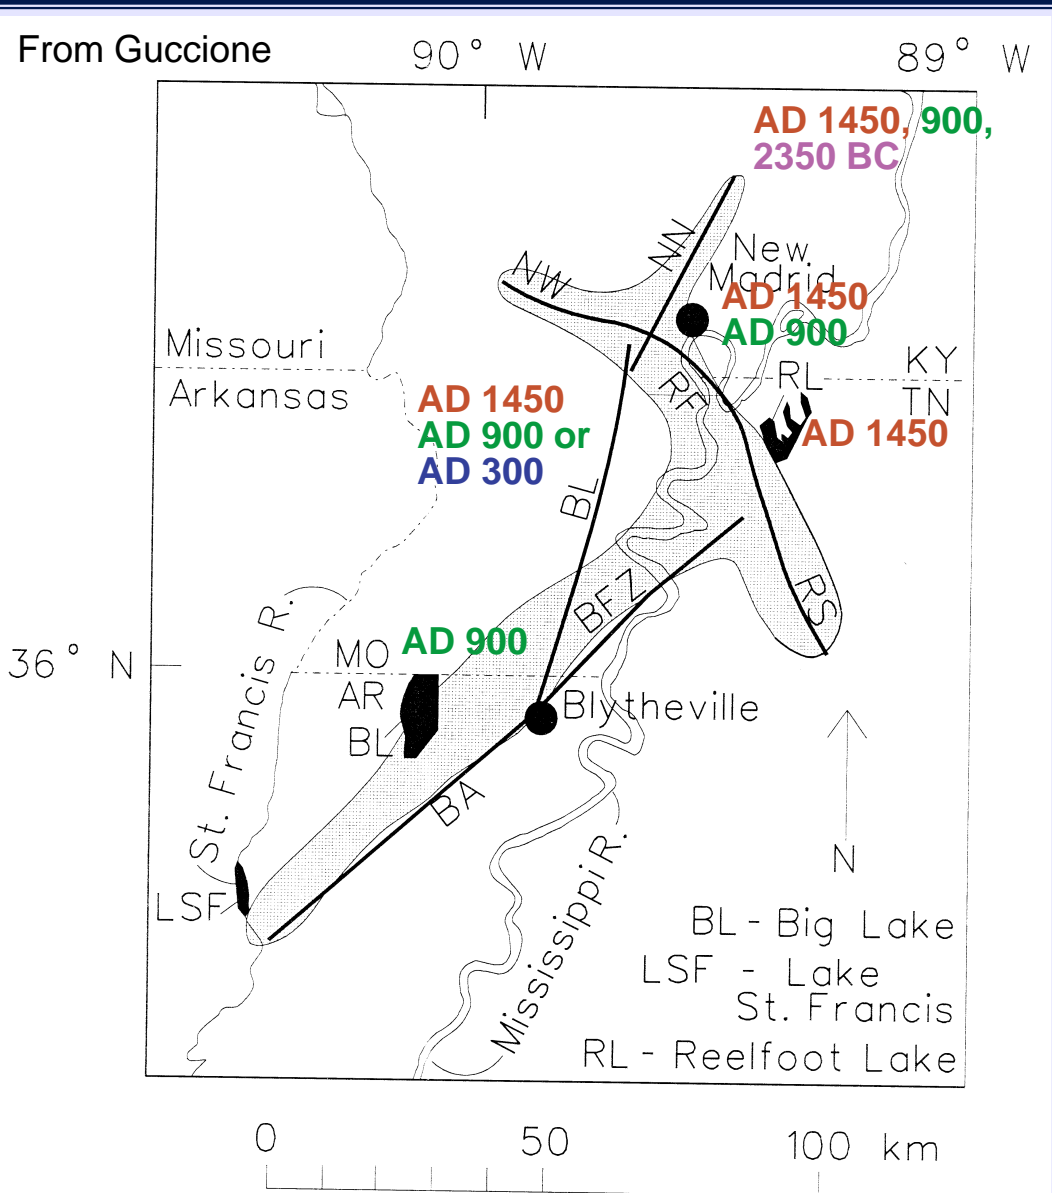 From Guccione
90° W
89° W
AD 1450, 900,
2350 BC
NN
NW
New
Madrid
AD 1450
AD 900
Missouri
Arkansas
KY
TN
RL
RF
AD 1450
AD 1450
AD 900 or
AD 300
BL
BFZ
RS
St. Francis R.
36° N
MO
AD 900
AR
BL
Blytheville
BA
LSF
Mississippi R.
N
BL - Big Lake
LSF - Lake
St. Francis
RL - Reelfoot Lake
0 50 100 km